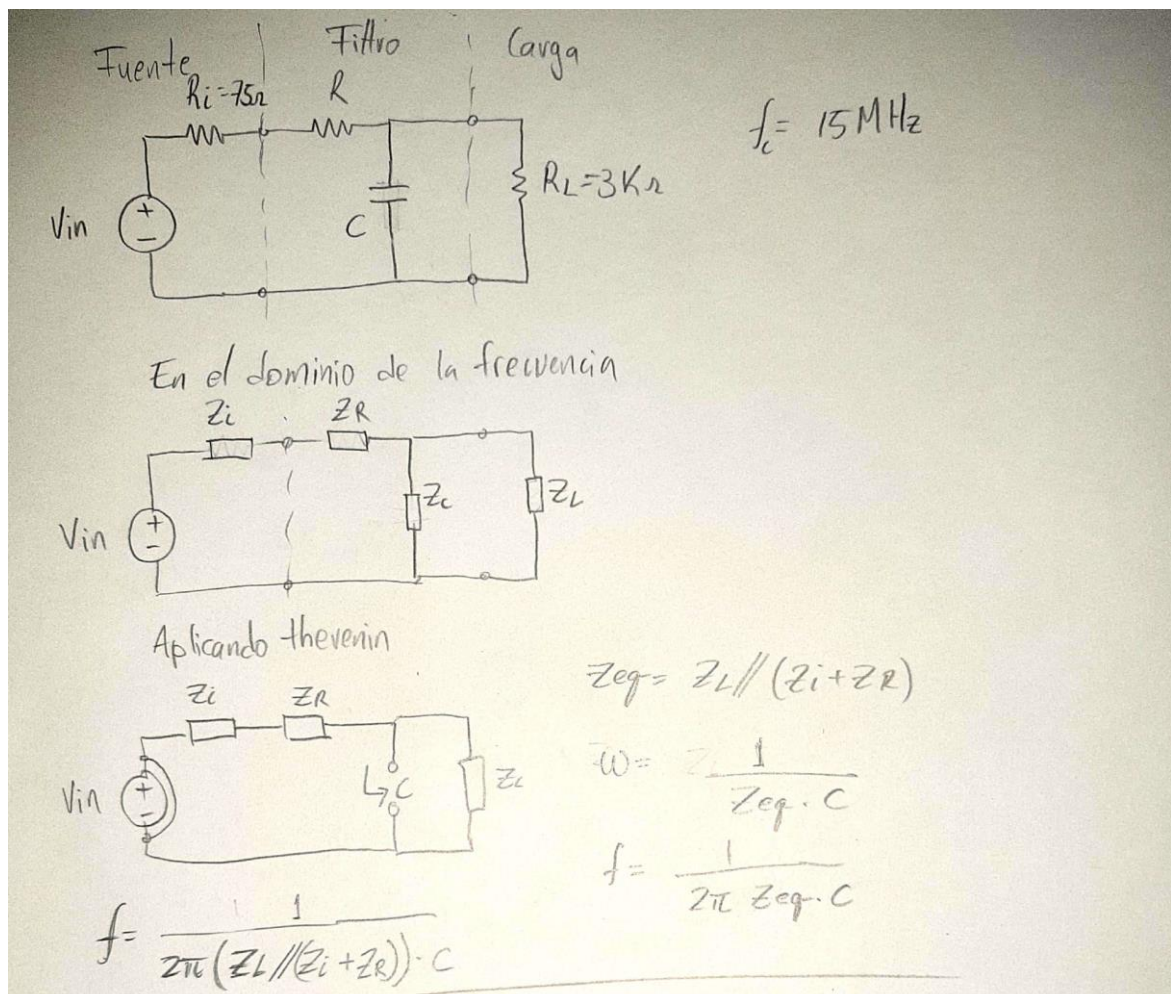 Fuente Filtro Carga
Ri=75Ω R
fc= 15MHz
Vin + - C RL=3KΩ
En el dominio de la frecuencia
Zi ZR
Vin + - Zc ZL
Aplicando thevenin
Zi ZR
Zeq= ZL//(Zi+ZR)
Vin + - C ZL
W= 1 / Zeq. C
f= 1 / 2π Zeq. C
f= 1 / 2π(ZL//(Zi+ZR))·C